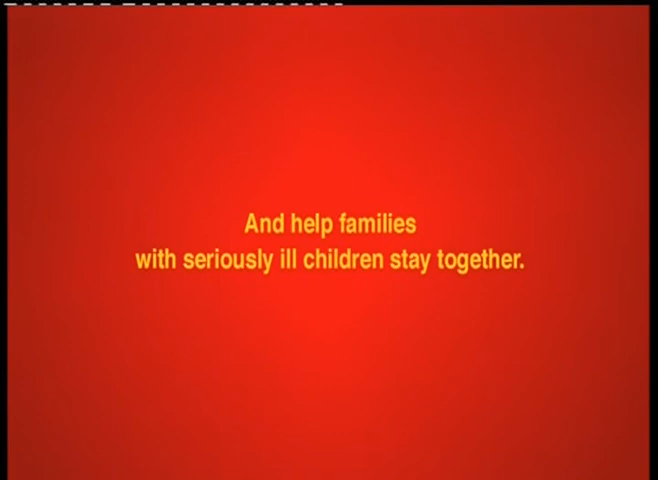 And help families
with seriously ill children stay together.